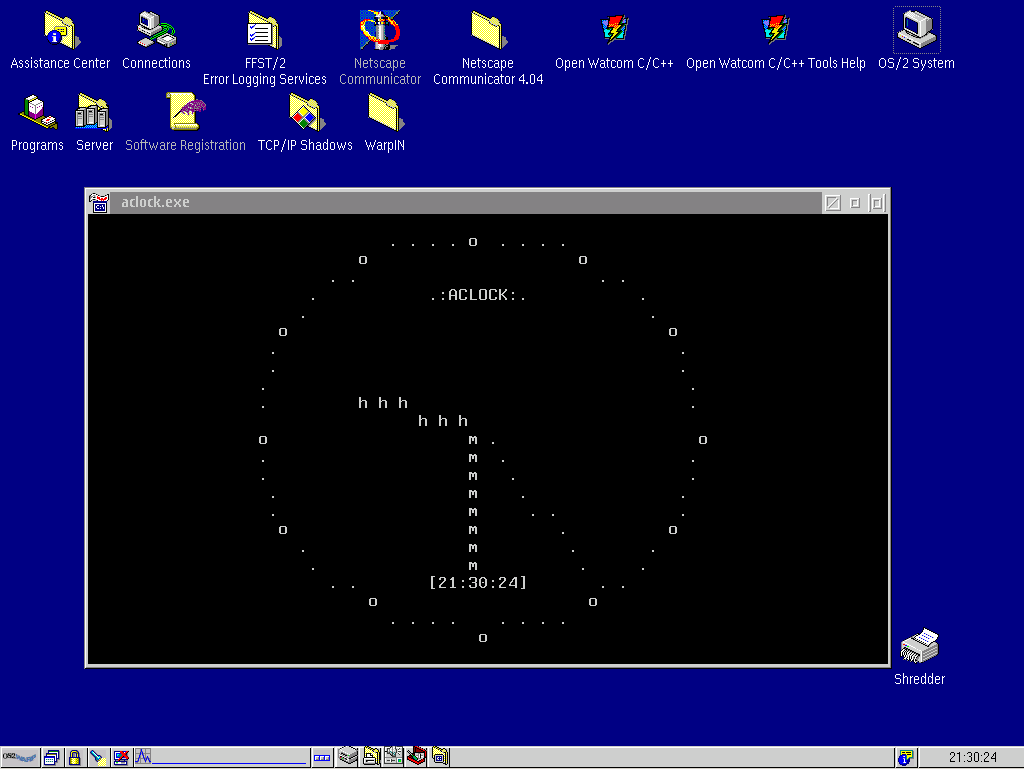 Assistance Center
Connections
FFST/2
Error Logging Services
Netscape
Communicator
Netscape
Communicator 4.04
Open Watcom C/C++
Open Watcom C/C++ Tools Help
OS/2 System
Programs
Server
Software Registration
TCP/IP Shadows
WarpIN
aclock.exe
. . . . o . . . .
o o
. . . .
. .:ACLOCK:. .
. .
o o
. .
. .
. .
. h h h .
h h h
o m . o
. m . .
. m . .
. m . .
. m . . .
o m . o
. m . .
. m . .
. . [21:30:24] . .
o o
. . . . . . . .
o
Shredder
OS2 WARP
21:30:24